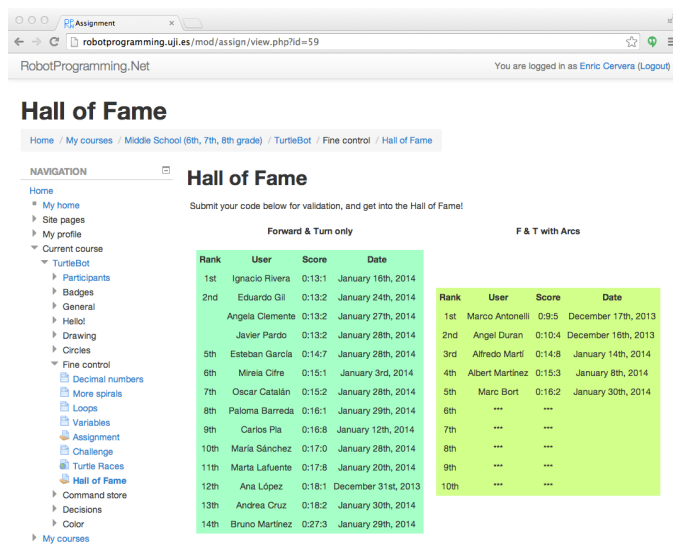 Assignment
robotprogramming.uji.es/mod/assign/view.php?id=59
RobotProgramming.Net
You are logged in as Enric Cervera (Logout)
Hall of Fame
Home / My courses / Middle School (6th, 7th, 8th grade) / TurtleBot / Fine control / Hall of Fame
NAVIGATION
Home
My home
Site pages
My profile
Current course
TurtleBot
Participants
Badges
General
Hello!
Drawing
Circles
Fine control
Decimal numbers
More spirals
Loops
Variables
Assignment
Challenge
Turtle Races
Hall of Fame
Command store
Decisions
Color
My courses
Hall of Fame
Submit your code below for validation, and get into the Hall of Fame!
Forward & Turn only
Rank User Score Date
1st Ignacio Rivera 0:13:1 January 16th, 2014
2nd Eduardo Gil 0:13:2 January 24th, 2014
Angela Clemente 0:13:2 January 27th, 2014
Javier Pardo 0:13:2 January 28th, 2014
5th Esteban García 0:14:7 January 28th, 2014
6th Mireia Cifre 0:15:1 January 3rd, 2014
7th Oscar Catalán 0:15:2 January 28th, 2014
8th Paloma Barreda 0:16:1 January 29th, 2014
9th Carlos Pla 0:16:8 January 12th, 2014
10th María Sánchez 0:17:0 January 28th, 2014
11th Marta Lafuente 0:17:8 January 20th, 2014
12th Ana López 0:18:1 December 31st, 2013
13th Andrea Cruz 0:18:2 January 30th, 2014
14th Bruno Martínez 0:27:3 January 29th, 2014
F & T with Arcs
Rank User Score Date
1st Marco Antonelli 0:9:5 December 17th, 2013
2nd Angel Duran 0:10:4 December 16th, 2013
3rd Alfredo Martí 0:14:8 January 14th, 2014
4th Albert Martínez 0:15:3 January 8th, 2014
5th Marc Bort 0:16:2 January 30th, 2014
6th *** ***
7th *** ***
8th *** ***
9th *** ***
10th *** ***